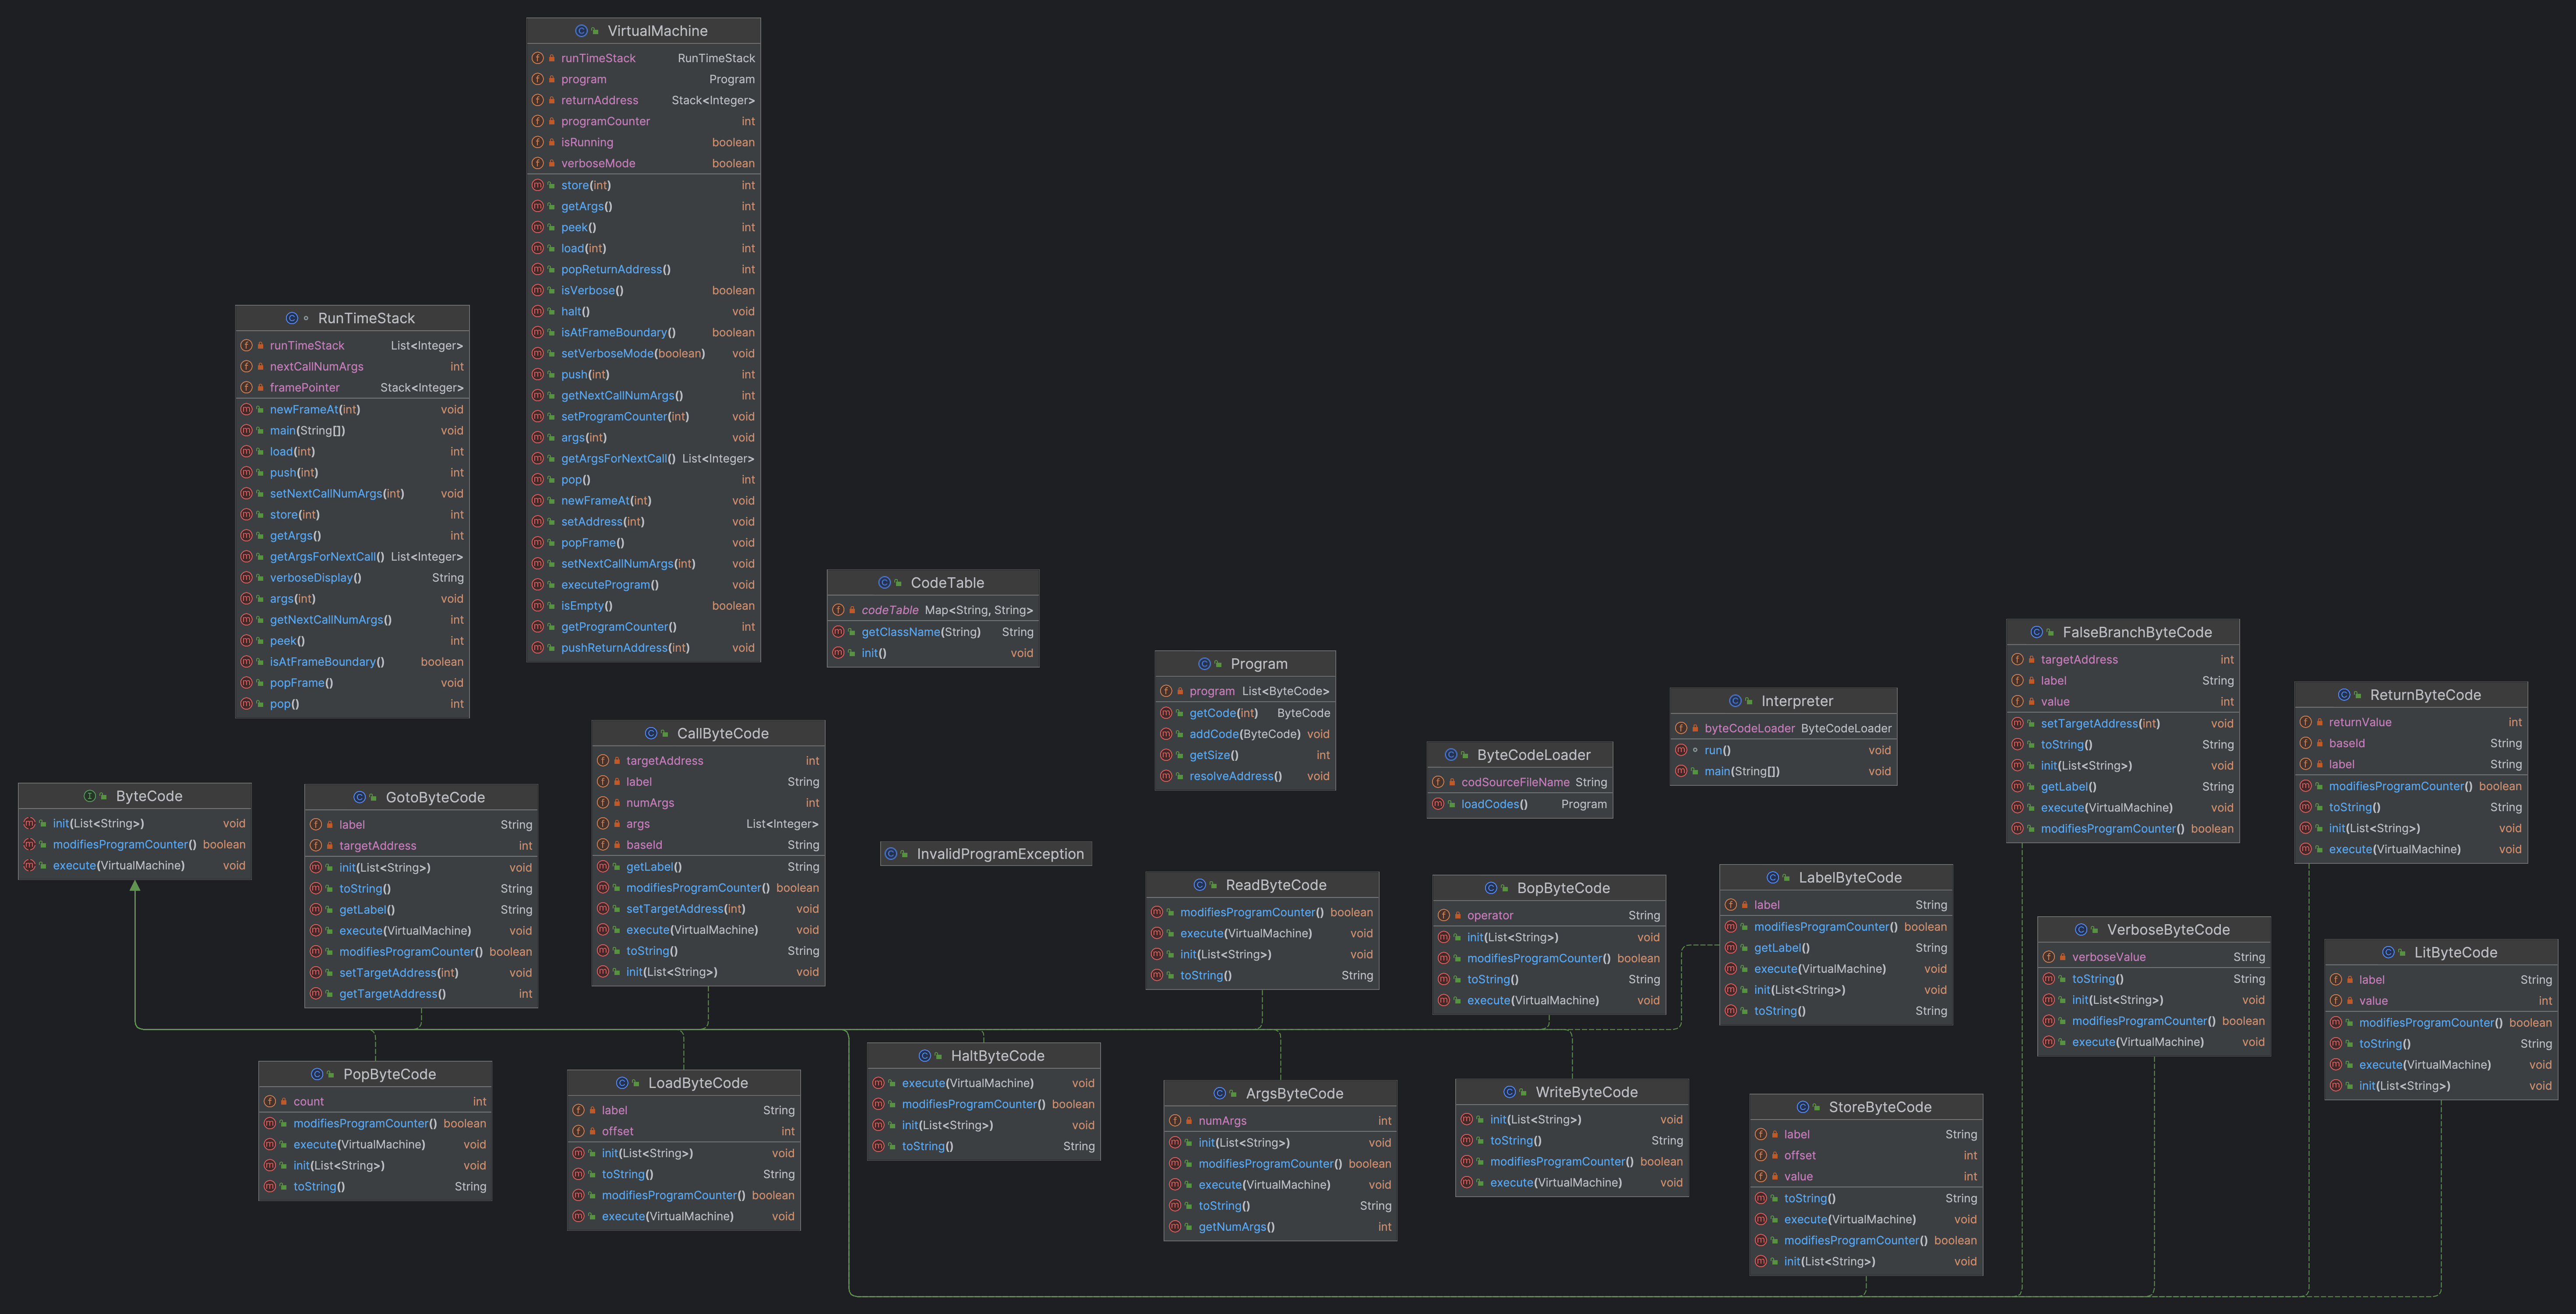 VirtualMachine
runTimeStack RunTimeStack
program Program
returnAddress Stack<Integer>
programCounter int
isRunning boolean
verboseMode boolean
store(int) int
getArgs() int
peek() int
load(int) int
popReturnAddress() int
isVerbose() boolean
halt() void
isAtFrameBoundary() boolean
setVerboseMode(boolean) void
push(int) int
getNextCallNumArgs() int
setProgramCounter(int) void
args(int) void
getArgsForNextCall() List<Integer>
pop() int
newFrameAt(int) void
setAddress(int) void
popFrame() void
setNextCallNumArgs(int) void
executeProgram() void
isEmpty() boolean
getProgramCounter() int
pushReturnAddress(int) void
RunTimeStack
runTimeStack List<Integer>
nextCallNumArgs int
framePointer Stack<Integer>
newFrameAt(int) void
main(String[]) void
load(int) int
push(int) int
setNextCallNumArgs(int) void
store(int) int
getArgs() int
getArgsForNextCall() List<Integer>
verboseDisplay() String
args(int) void
getNextCallNumArgs() int
peek() int
isAtFrameBoundary() boolean
popFrame() void
pop() int
CodeTable
codeTable Map<String, String>
getClassName(String) String
init() void
Program
program List<ByteCode>
getCode(int) ByteCode
addCode(ByteCode) void
getSize() int
resolveAddress() void
Interpreter
byteCodeLoader ByteCodeLoader
run() void
main(String[]) void
ByteCodeLoader
codSourceFileName String
loadCodes() Program
FalseBranchByteCode
targetAddress int
label String
value int
setTargetAddress(int) void
toString() String
init(List<String>) void
getLabel() String
execute(VirtualMachine) void
modifiesProgramCounter() boolean
ReturnByteCode
returnValue int
baseId String
label String
modifiesProgramCounter() boolean
toString() String
init(List<String>) void
execute(VirtualMachine) void
ByteCode
init(List<String>) void
modifiesProgramCounter() boolean
execute(VirtualMachine) void
GotoByteCode
label String
targetAddress int
init(List<String>) void
toString() String
getLabel() String
execute(VirtualMachine) void
modifiesProgramCounter() boolean
setTargetAddress(int) void
getTargetAddress() int
CallByteCode
targetAddress int
label String
numArgs int
args List<Integer>
baseId String
getLabel() String
modifiesProgramCounter() boolean
setTargetAddress(int) void
execute(VirtualMachine) void
toString() String
init(List<String>) void
InvalidProgramException
ReadByteCode
modifiesProgramCounter() boolean
execute(VirtualMachine) void
init(List<String>) void
toString() String
BopByteCode
operator String
init(List<String>) void
modifiesProgramCounter() boolean
toString() String
execute(VirtualMachine) void
LabelByteCode
label String
modifiesProgramCounter() boolean
getLabel() String
execute(VirtualMachine) void
init(List<String>) void
toString() String
VerboseByteCode
verboseValue String
toString() String
init(List<String>) void
modifiesProgramCounter() boolean
execute(VirtualMachine) void
LitByteCode
label String
value int
modifiesProgramCounter() boolean
toString() String
execute(VirtualMachine) void
init(List<String>) void
PopByteCode
count int
modifiesProgramCounter() boolean
execute(VirtualMachine) void
init(List<String>) void
toString() String
LoadByteCode
label String
offset int
init(List<String>) void
toString() String
modifiesProgramCounter() boolean
execute(VirtualMachine) void
HaltByteCode
execute(VirtualMachine) void
modifiesProgramCounter() boolean
init(List<String>) void
toString() String
ArgsByteCode
numArgs int
init(List<String>) void
modifiesProgramCounter() boolean
execute(VirtualMachine) void
toString() String
getNumArgs() int
WriteByteCode
init(List<String>) void
toString() String
modifiesProgramCounter() boolean
execute(VirtualMachine) void
StoreByteCode
label String
offset int
value int
toString() String
execute(VirtualMachine) void
modifiesProgramCounter() boolean
init(List<String>) void